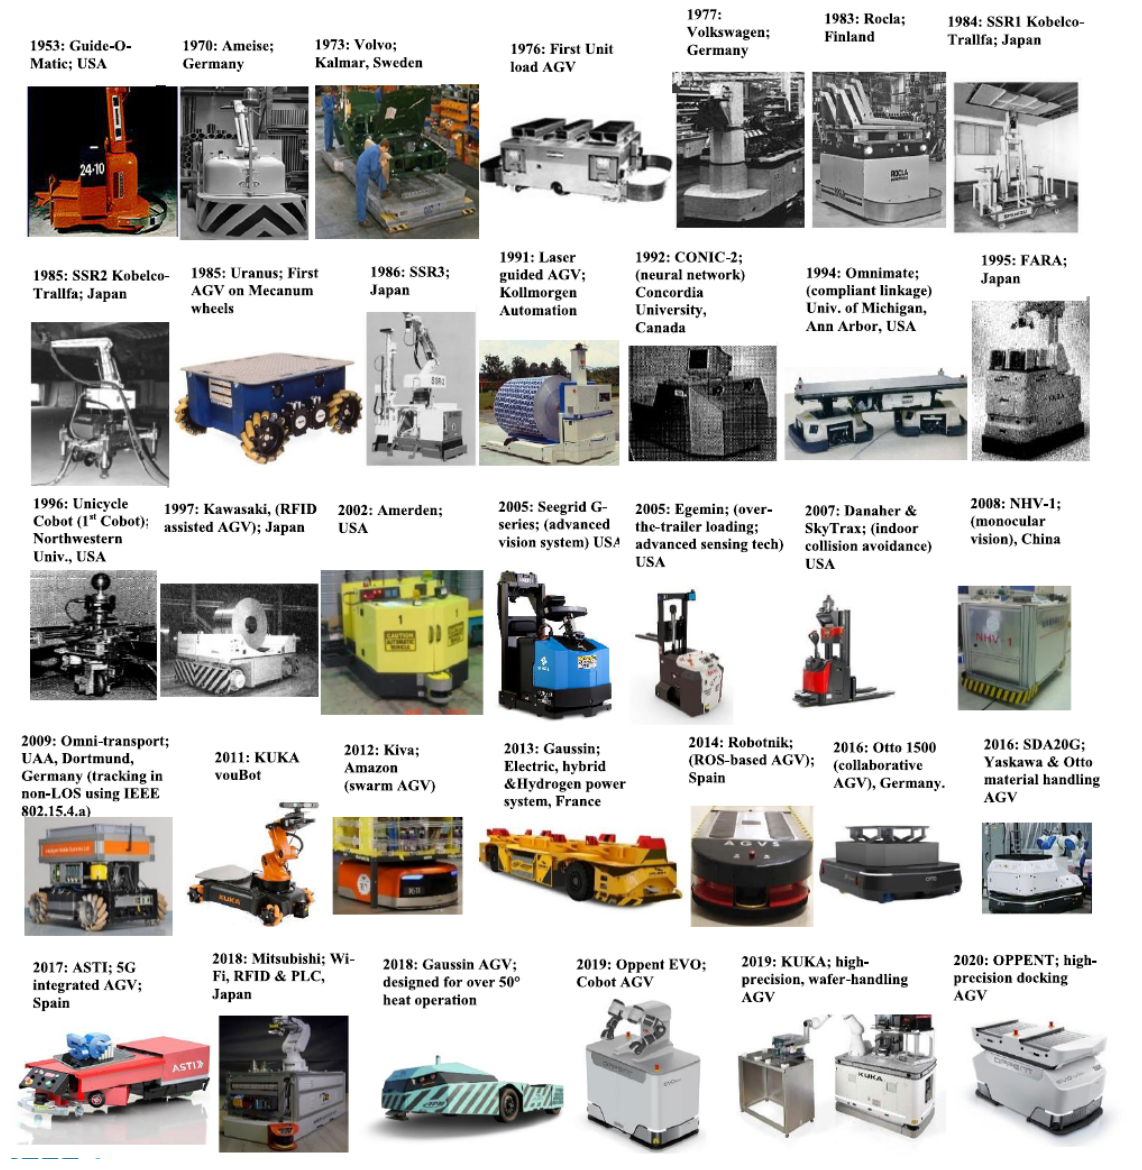 1953: Guide-O-
Matic; USA
1970: Ameise;
Germany
1973: Volvo;
Kalmar, Sweden
1976: First Unit
load AGV
1977:
Volkswagen;
Germany
1983: Rocla;
Finland
1984: SSR1 Kobelco-
Trallfa; Japan
24-10
ROCLA
1985: SSR2 Kobelco-
Trallfa; Japan
1985: Uranus; First
AGV on Mecanum
wheels
1986: SSR3;
Japan
1991: Laser
guided AGV;
Kollmorgen
Automation
1992: CONIC-2;
(neural network)
Concordia
University,
Canada
1994: Omnimate;
(compliant linkage)
Univ. of Michigan,
Ann Arbor, USA
1995: FARA;
Japan
FARA
1996: Unicycle
Cobot (1st Cobot);
Northwestern
Univ., USA
1997: Kawasaki, (RFID
assisted AGV); Japan
2002: Amerden;
USA
2005: Seegrid G-
series; (advanced
vision system) USA
2005: Egemin; (over-
the-trailer loading;
advanced sensing tech)
USA
2007: Danaher &
SkyTrax; (indoor
collision avoidance)
USA
2008: NHV-1;
(monocular
vision), China
1
CAUTION
AUTOMATIC
VEHICLE
1
NHV-1
2009: Omni-transport;
UAA, Dortmund,
Germany (tracking in
non-LOS using IEEE
802.15.4.a)
2011: KUKA
youBot
2012: Kiva;
Amazon
(swarm AGV)
2013: Gaussin;
Electric, hybrid
&Hydrogen power
system, France
2014: Robotnik;
(ROS-based AGV);
Spain
2016: Otto 1500
(collaborative
AGV), Germany.
2016: SDA20G;
Yaskawa & Otto
material handling
AGV
KUKA
AGVS
OTTO
2017: ASTI; 5G
integrated AGV;
Spain
2018: Mitsubishi; Wi-
Fi, RFID & PLC,
Japan
2018: Gaussin AGV;
designed for over 50°
heat operation
2019: Oppent EVO;
Cobot AGV
2019: KUKA; high-
precision, wafer-handling
AGV
2020: OPPENT; high-
precision docking
AGV
ASTI
OPPENT
KUKA
OPPENT